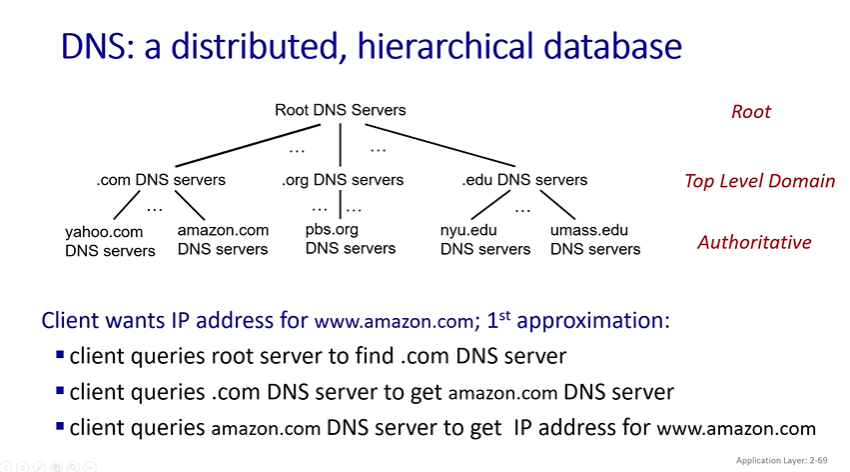 DNS: a distributed, hierarchical database
Root DNS Servers
Root
... ...
.com DNS servers .org DNS servers .edu DNS servers
Top Level Domain
... ... ... ...
yahoo.com amazon.com pbs.org nyu.edu umass.edu
DNS servers DNS servers DNS servers DNS servers DNS servers
Authoritative
Client wants IP address for www.amazon.com; 1st approximation:
▪ client queries root server to find .com DNS server
▪ client queries .com DNS server to get amazon.com DNS server
▪ client queries amazon.com DNS server to get IP address for www.amazon.com
Application Layer: 2-69